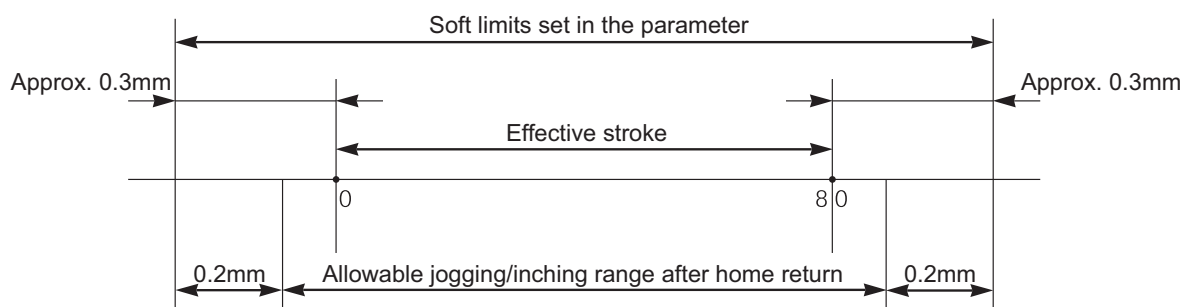 Soft limits set in the parameter
Approx. 0.3mm
Approx. 0.3mm
Effective stroke
0
80
0.2mm
Allowable jogging/inching range after home return
0.2mm